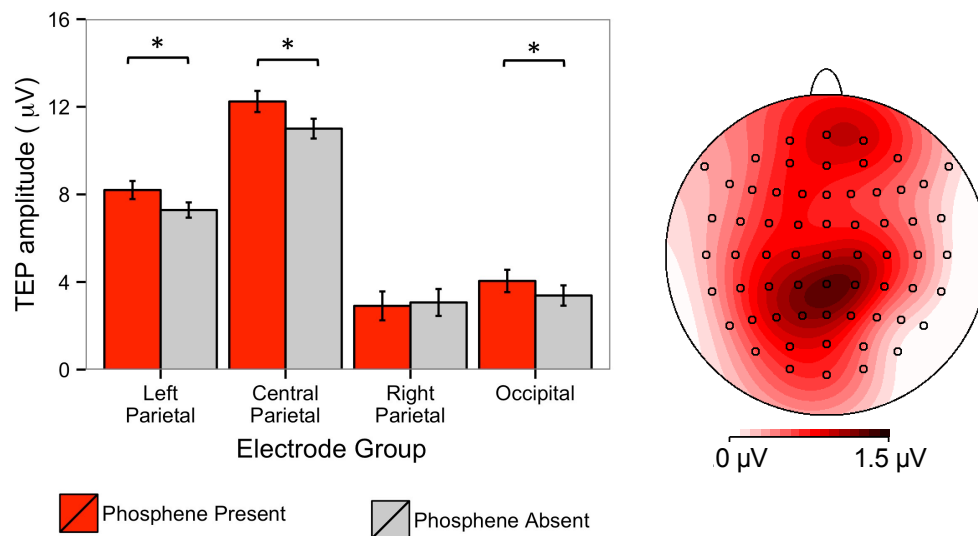 16
12
8
4
0
TEP amplitude ( μV)
*
*
*
Left
Parietal
Central
Parietal
Right
Parietal
Occipital
Electrode Group
Phosphene Present
Phosphene Absent
.0 μV
1.5 μV